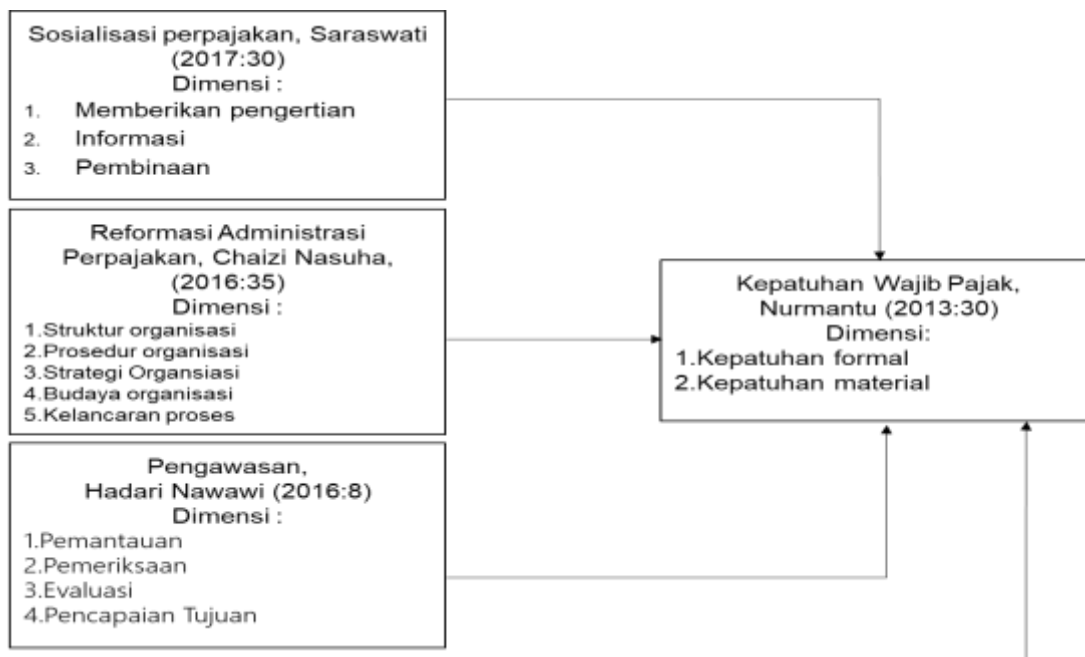 Sosialisasi perpajakan, Saraswati
(2017:30)
Dimensi :
1. Memberikan pengertian
2. Informasi
3. Pembinaan
Reformasi Administrasi
Perpajakan, Chaizi Nasuha,
(2016:35)
Dimensi :
1.Struktur organisasi
2.Prosedur organisasi
3.Strategi Organsiasi
4.Budaya organisasi
5.Kelancaran proses
Pengawasan,
Hadari Nawawi (2016:8)
Dimensi :
1.Pemantauan
2.Pemeriksaan
3.Evaluasi
4.Pencapaian Tujuan
Kepatuhan Wajib Pajak,
Nurmantu (2013:30)
Dimensi:
1.Kepatuhan formal
2.Kepatuhan material